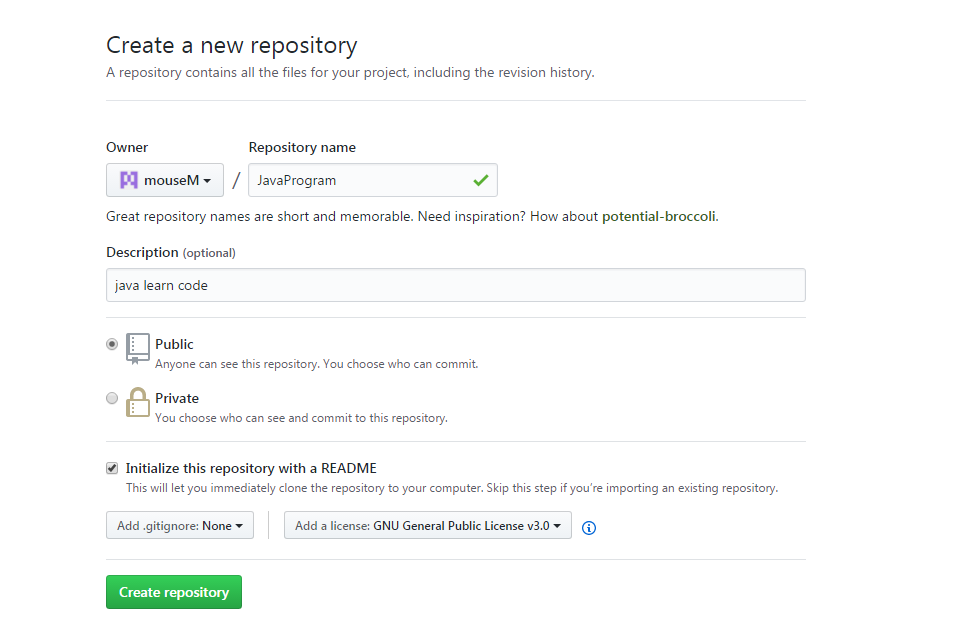 Create a new repository
A repository contains all the files for your project, including the revision history.
Owner Repository name
mouseM / JavaProgram
Great repository names are short and memorable. Need inspiration? How about potential-broccoli.
Description (optional)
java learn code
Public
Anyone can see this repository. You choose who can commit.
Private
You choose who can see and commit to this repository.
Initialize this repository with a README
This will let you immediately clone the repository to your computer. Skip this step if you’re importing an existing repository.
Add .gitignore: None Add a license: GNU General Public License v3.0
Create repository